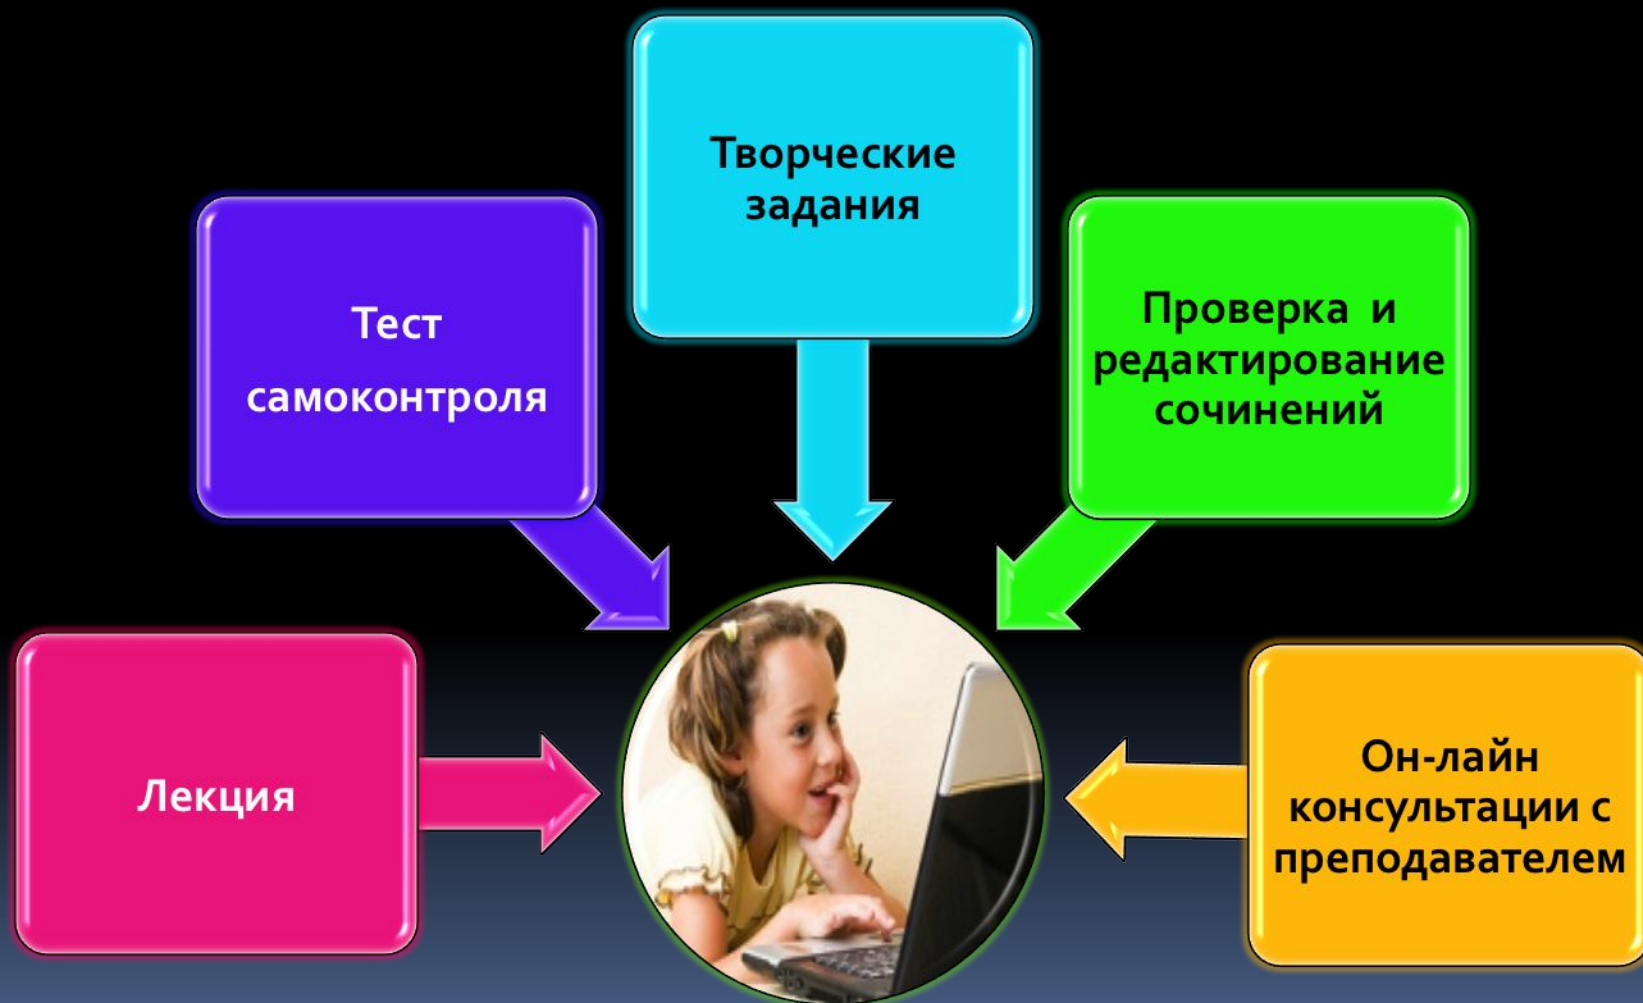 Творческие
задания
Тест
самоконтроля
Проверка и
редактирование
сочинений
Лекция
Он-лайн
консультации с
преподавателем